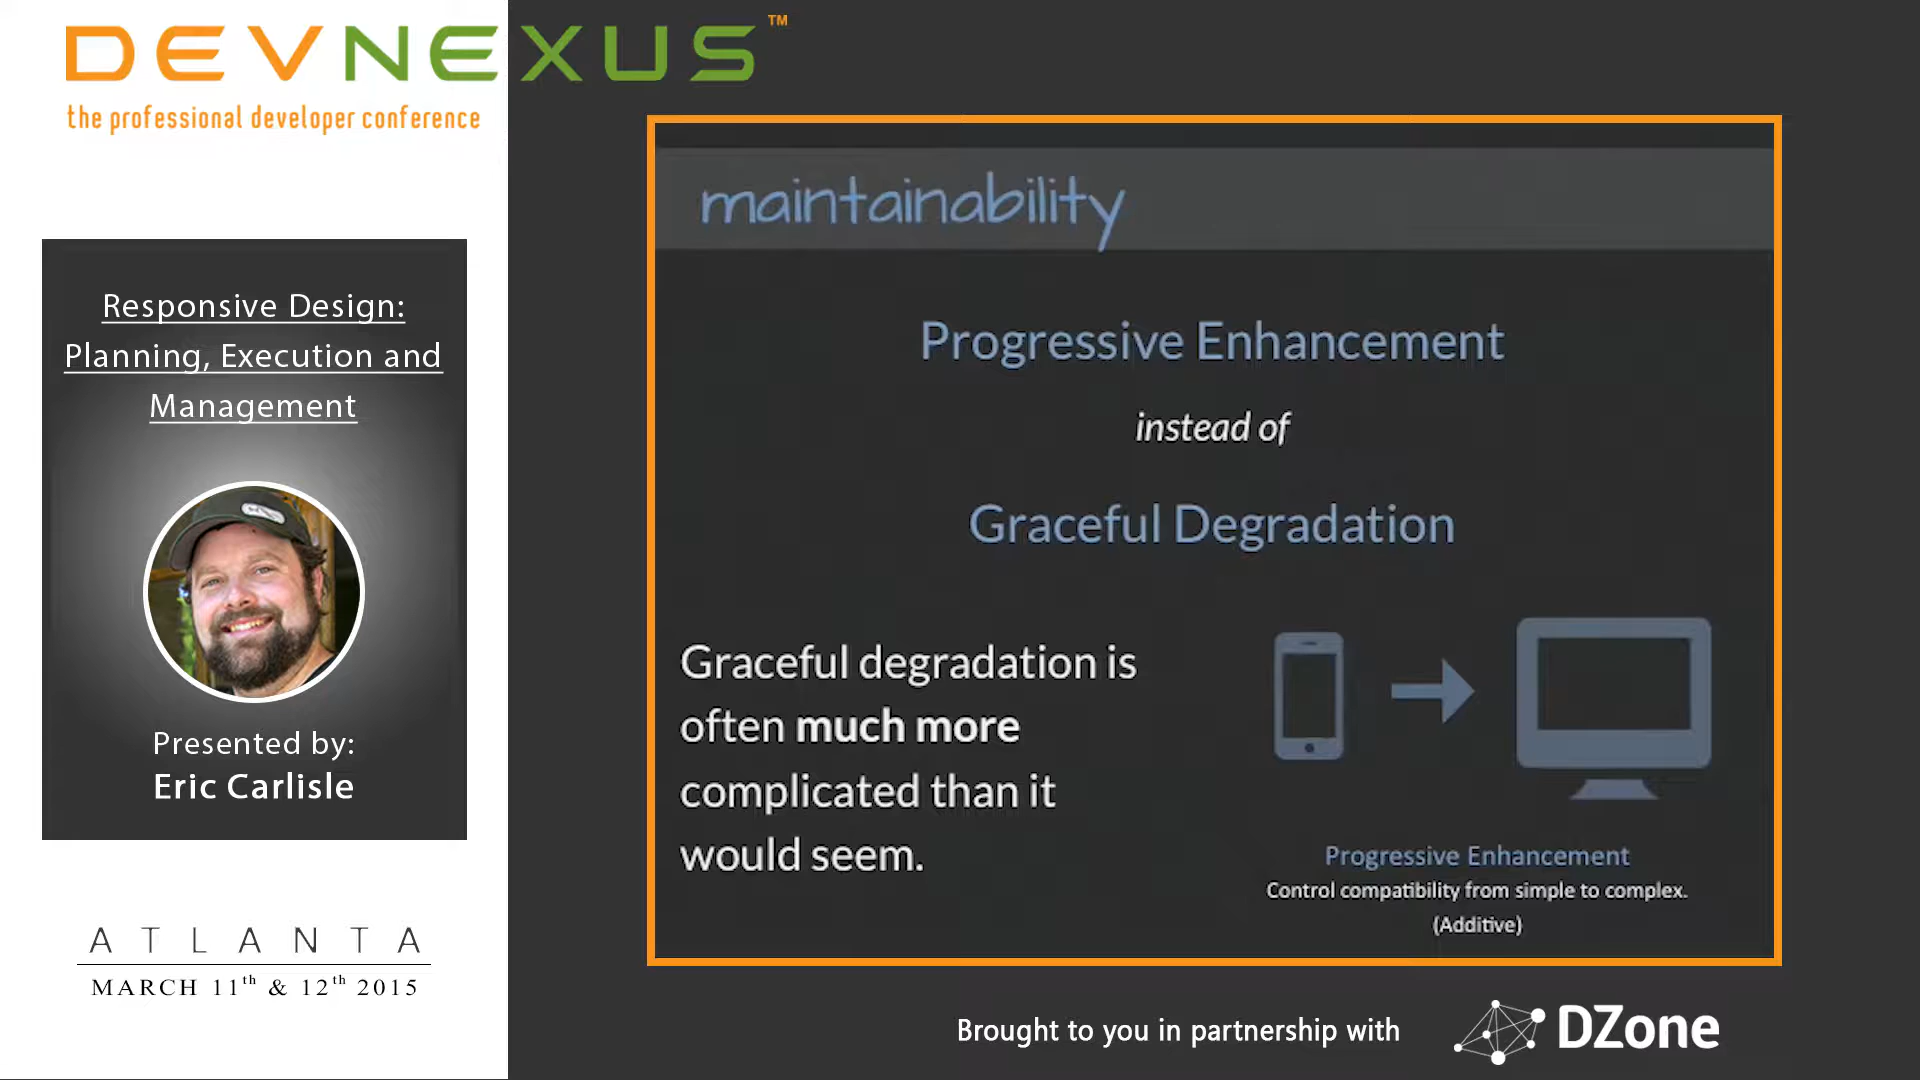 DEVNEXUS™
the professional developer conference
Responsive Design:
Planning, Execution and
Management
Presented by:
Eric Carlisle
ATLANTA
MARCH 11th & 12th 2015
maintainability
Progressive Enhancement
instead of
Graceful Degradation
Graceful degradation is
often much more
complicated than it
would seem.
Progressive Enhancement
Control compatibility from simple to complex.
(Additive)
Brought to you in partnership with
DZone